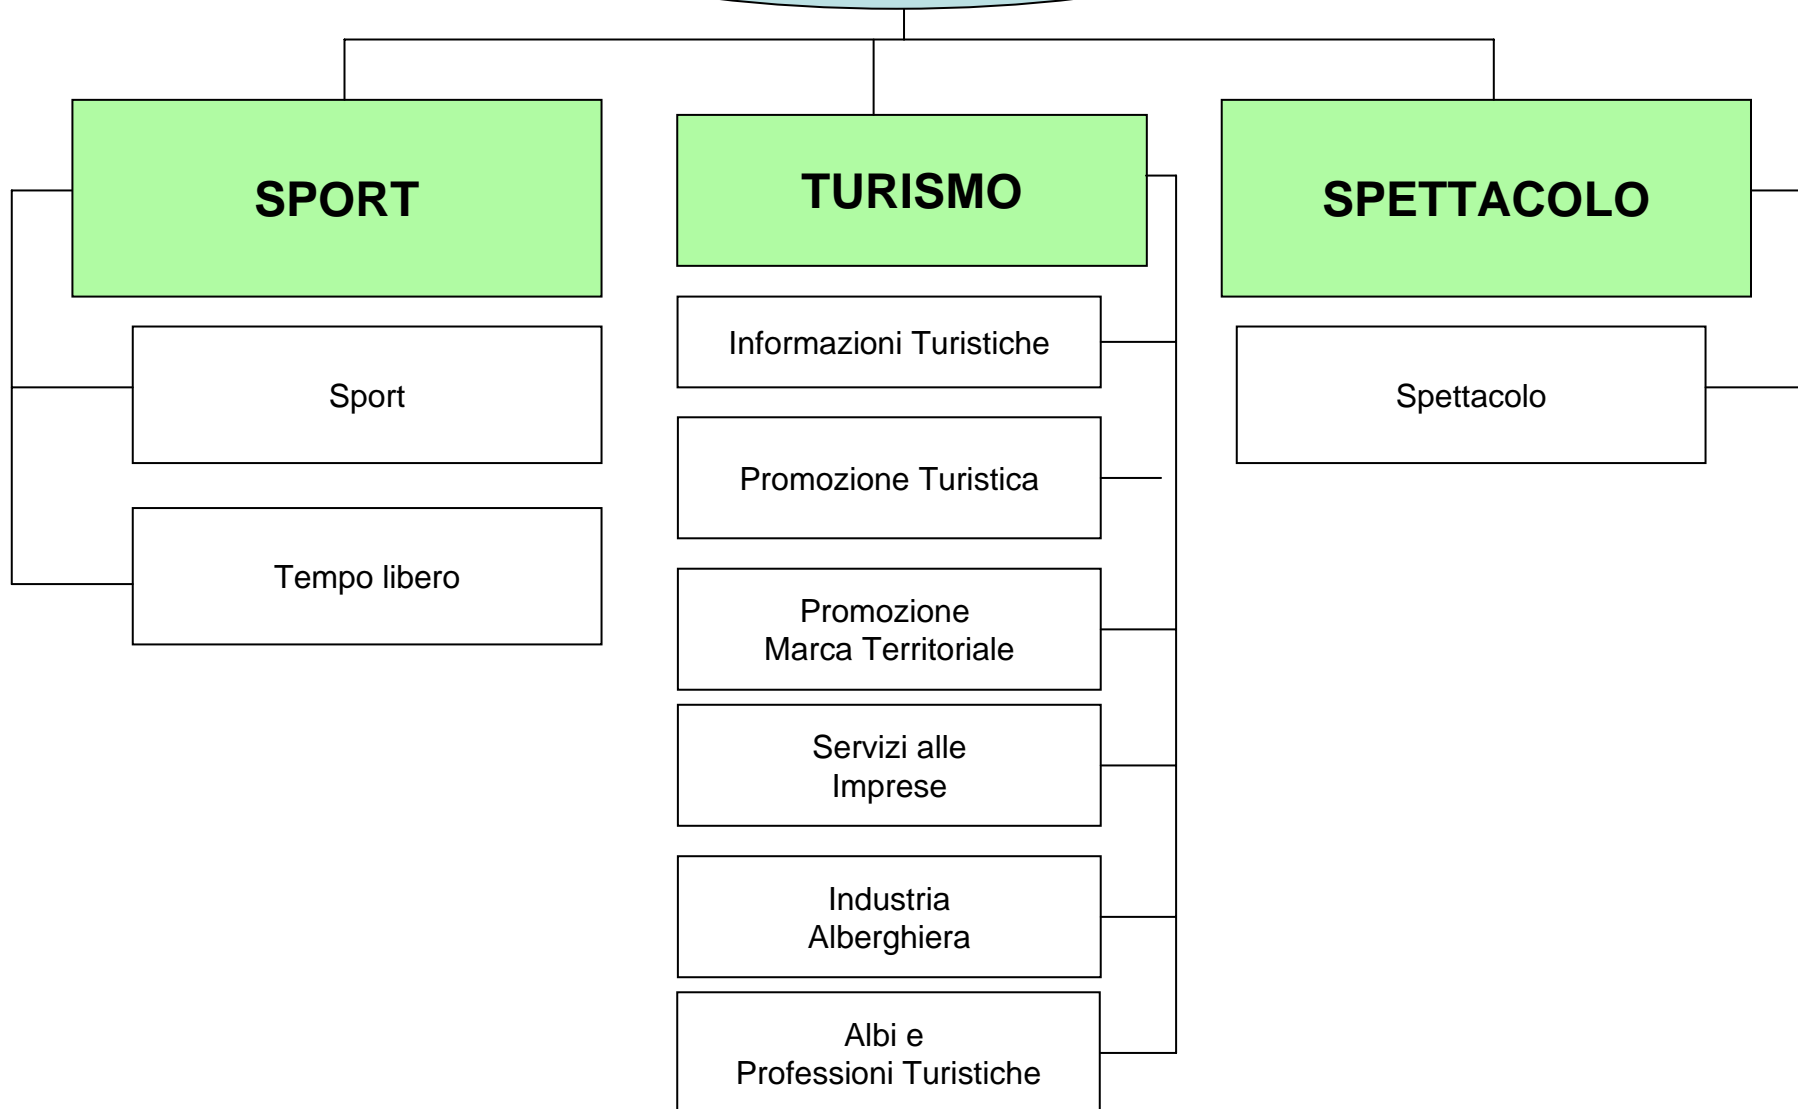 SPORT
Sport
Tempo libero
TURISMO
Informazioni Turistiche
Promozione Turistica
Promozione
Marca Territoriale
Servizi alle
Imprese
Industria
Alberghiera
Albi e
Professioni Turistiche
SPETTACOLO
Spettacolo